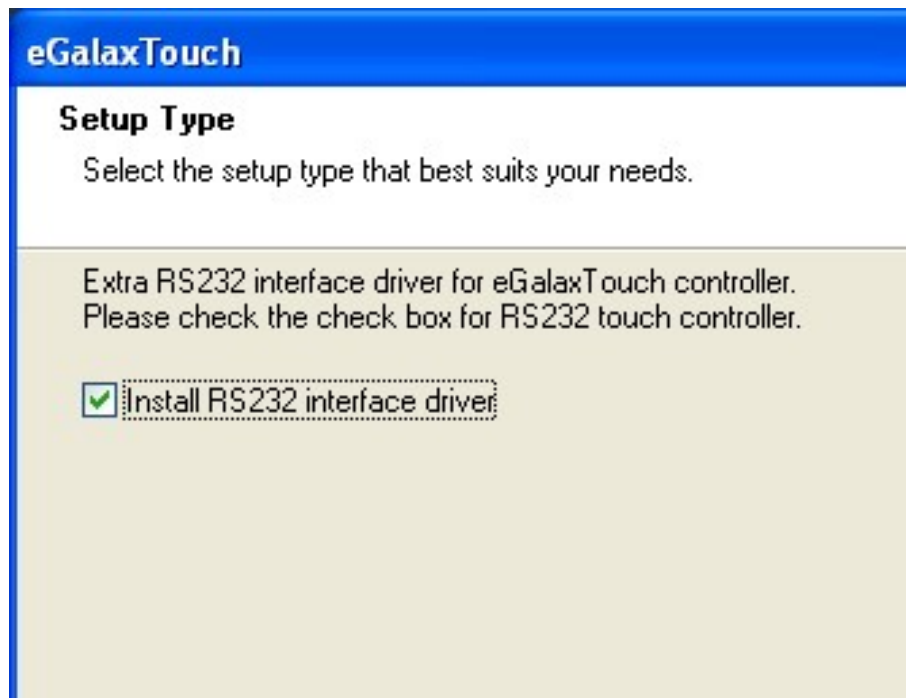 eGalaxTouch
Setup Type
Select the setup type that best suits your needs.
Extra RS232 interface driver for eGalaxTouch controller.
Please check the check box for RS232 touch controller.
Install RS232 interface driver